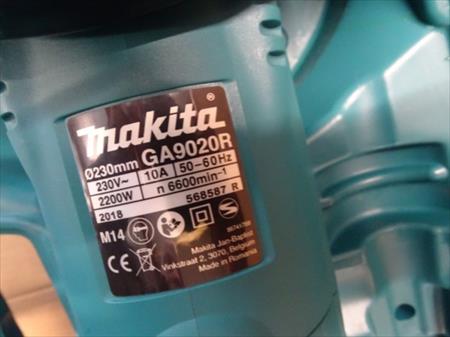 makita®
Ø230mm GA9020R
230V~ 10A 50-60Hz
2200W n 6600min-1
2018 568587 R
M14
CE
Makita Jan-Baptist
Vinkstraat 2, 3070, Belgium
Made in Romania